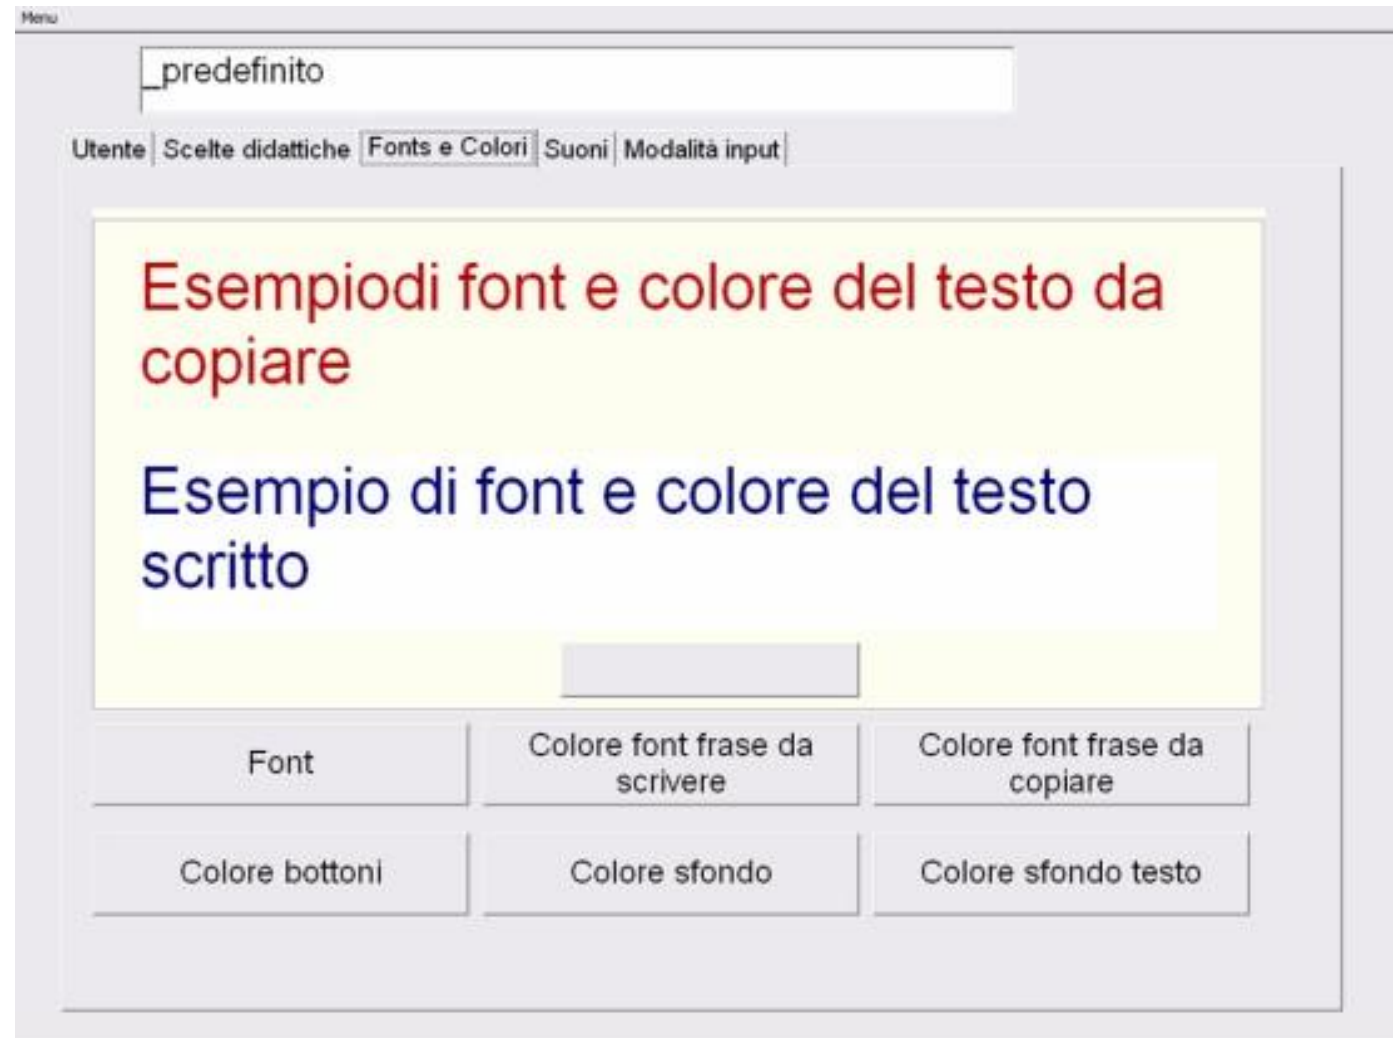 Menu
_predefinito
Utente Scelte didattiche Fonts e Colori Suoni Modalità input
Esempiodi font e colore del testo da
copiare
Esempio di font e colore del testo
scritto
Font
Colore font frase da
scrivere
Colore font frase da
copiare
Colore bottoni
Colore sfondo
Colore sfondo testo